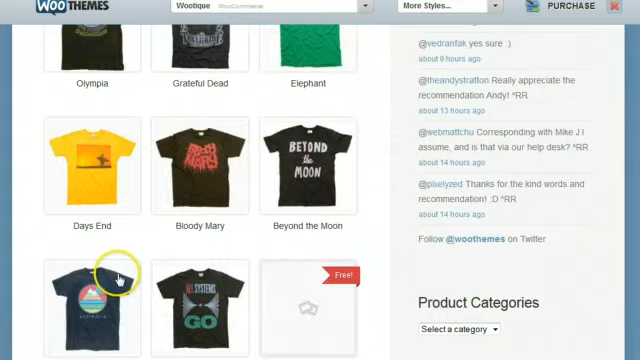 WOOTHEMES
Wootique WooCommerce
More Styles...
PURCHASE
Olympia
Grateful Dead
Elephant
BEYOND
the
MOON
BLOODY
MARY
Days End
Bloody Mary
Beyond the Moon
AUSTRALIA
ALL SYSTEMS
GO
Free!
@vedranfak yes sure :)
about 9 hours ago
@theandystratton Really appreciate the
recommendation Andy! ^RR
about 13 hours ago
@webmattchu Corresponding with Mike J I
assume, and is that via our help desk? ^RR
about 14 hours ago
@pixelyzed Thanks for the kind words and
recommendation! :D ^RR
about 14 hours ago
Follow @woothemes on Twitter
Product Categories
Select a category